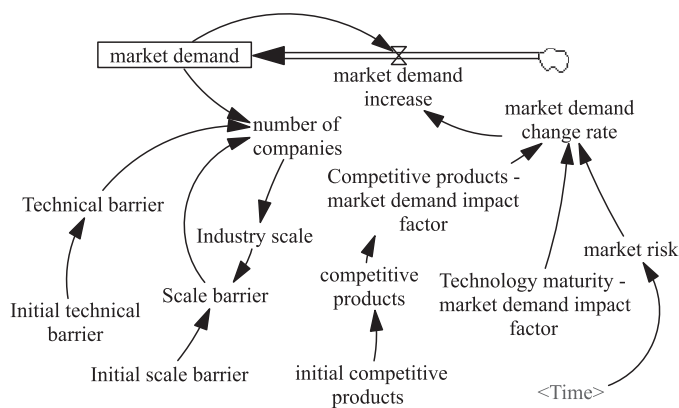 market demand
market demand
increase
market demand
change rate
number of
companies
Competitive products -
market demand impact
factor
Technical barrier
Industry scale
market risk
Scale barrier
competitive
products
Technology maturity -
market demand impact
factor
Initial technical
barrier
Initial scale barrier
initial competitive
products
<Time>